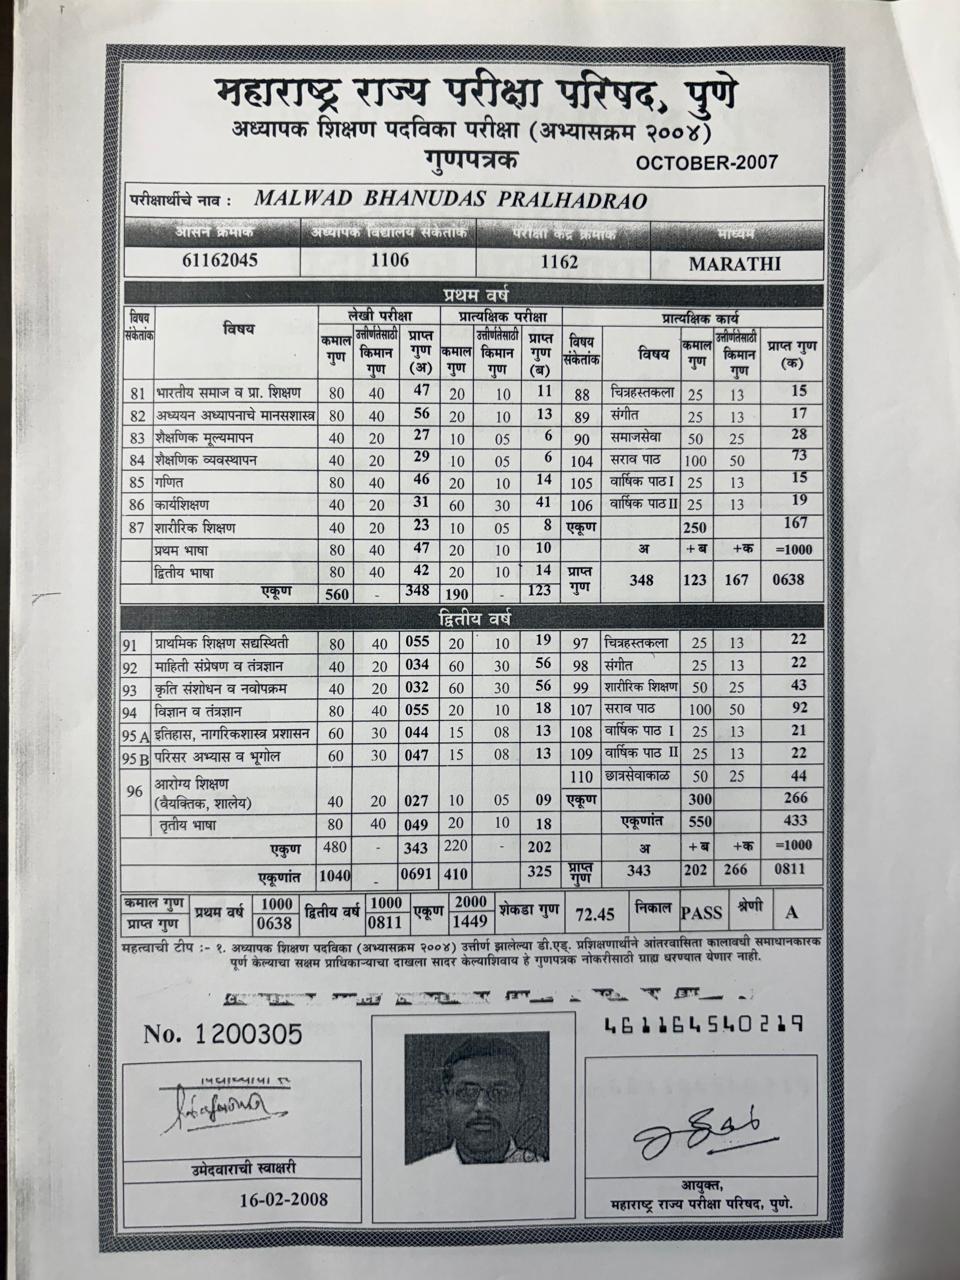 महाराष्ट्र राज्य परीक्षा परिषद, पुणे
अध्यापक शिक्षण पदविका परीक्षा (अभ्यासक्रम २००४)
गुणपत्रक OCTOBER-2007
परीक्षार्थीचे नाव : MALWAD BHANUDAS PRALHADRAO
आसन क्रमांक अध्यापक विद्यालय संकेतांक परीक्षा केंद्र क्रमांक माध्यम
61162045 1106 1162 MARATHI
प्रथम वर्ष
विषय संकेतांक विषय लेखी परीक्षा प्रात्यक्षिक परीक्षा प्रात्यक्षिक कार्य
कमाल गुण उत्तीर्णतेसाठी किमान गुण प्राप्त गुण (अ) कमाल गुण उत्तीर्णतेसाठी किमान गुण प्राप्त गुण (ब) विषय संकेतांक विषय कमाल गुण उत्तीर्णतेसाठी किमान गुण प्राप्त गुण (क)
81 भारतीय समाज व प्रा. शिक्षण 80 40 47 20 10 11 88 चित्रहस्तकला 25 13 15
82 अध्ययन अध्यापनाचे मानसशास्त्र 80 40 56 20 10 13 89 संगीत 25 13 17
83 शैक्षणिक मूल्यमापन 40 20 27 10 05 6 90 समाजसेवा 50 25 28
84 शैक्षणिक व्यवस्थापन 40 20 29 10 05 6 104 सराव पाठ 100 50 73
85 गणित 80 40 46 20 10 14 105 वार्षिक पाठ I 25 13 15
86 कार्यशिक्षण 40 20 31 60 30 41 106 वार्षिक पाठ II 25 13 19
87 शारीरिक शिक्षण 40 20 23 10 05 8 एकूण 250 167
प्रथम भाषा 80 40 47 20 10 10 अ +ब +क =1000
द्वितीय भाषा 80 40 42 20 10 14 प्राप्त गुण 348 123 167 0638
एकूण 560 - 348 190 - 123
द्वितीय वर्ष
91 प्राथमिक शिक्षण सद्यस्थिती 80 40 055 20 10 19 97 चित्रहस्तकला 25 13 22
92 माहिती संप्रेषण व तंत्रज्ञान 40 20 034 60 30 56 98 संगीत 25 13 22
93 कृति संशोधन व नवोपक्रम 40 20 032 60 30 56 99 शारीरिक शिक्षण 50 25 43
94 विज्ञान व तंत्रज्ञान 80 40 055 20 10 18 107 सराव पाठ 100 50 92
95 A इतिहास, नागरिकशास्त्र प्रशासन 60 30 044 15 08 13 108 वार्षिक पाठ I 25 13 21
95 B परिसर अभ्यास व भूगोल 60 30 047 15 08 13 109 वार्षिक पाठ II 25 13 22
110 छात्रसेवाकाळ 50 25 44
96 आरोग्य शिक्षण
(वैयक्तिक, शालेय) 40 20 027 10 05 09 एकूण 300 266
तृतीय भाषा 80 40 049 20 10 18 एकूणांत 550 433
एकुण 480 - 343 220 - 202 अ +ब +क =1000
एकूणांत 1040 - 0691 410 325 प्राप्त गुण 343 202 266 0811
कमाल गुण प्रथम वर्ष 1000 द्वितीय वर्ष 1000 एकूण 2000 शेकडा गुण 72.45 निकाल PASS श्रेणी A
प्राप्त गुण 0638 0811 1449
महत्वाची टीप :- १. अध्यापक शिक्षण पदविका (अभ्यासक्रम २००४) उत्तीर्ण झालेल्या डी.एड्. प्रशिक्षणार्थीने आंतरवासिता कालावधी समाधानकारक
पूर्ण केल्याचा सक्षम प्राधिकाऱ्याचा दाखला सादर केल्याशिवाय हे गुणपत्रक नोकरीसाठी ग्राह्य धरण्यात येणार नाही.
No. 1200305 461164540219
उमेदवाराची स्वाक्षरी
16-02-2008
आयुक्त,
महाराष्ट्र राज्य परीक्षा परिषद, पुणे.